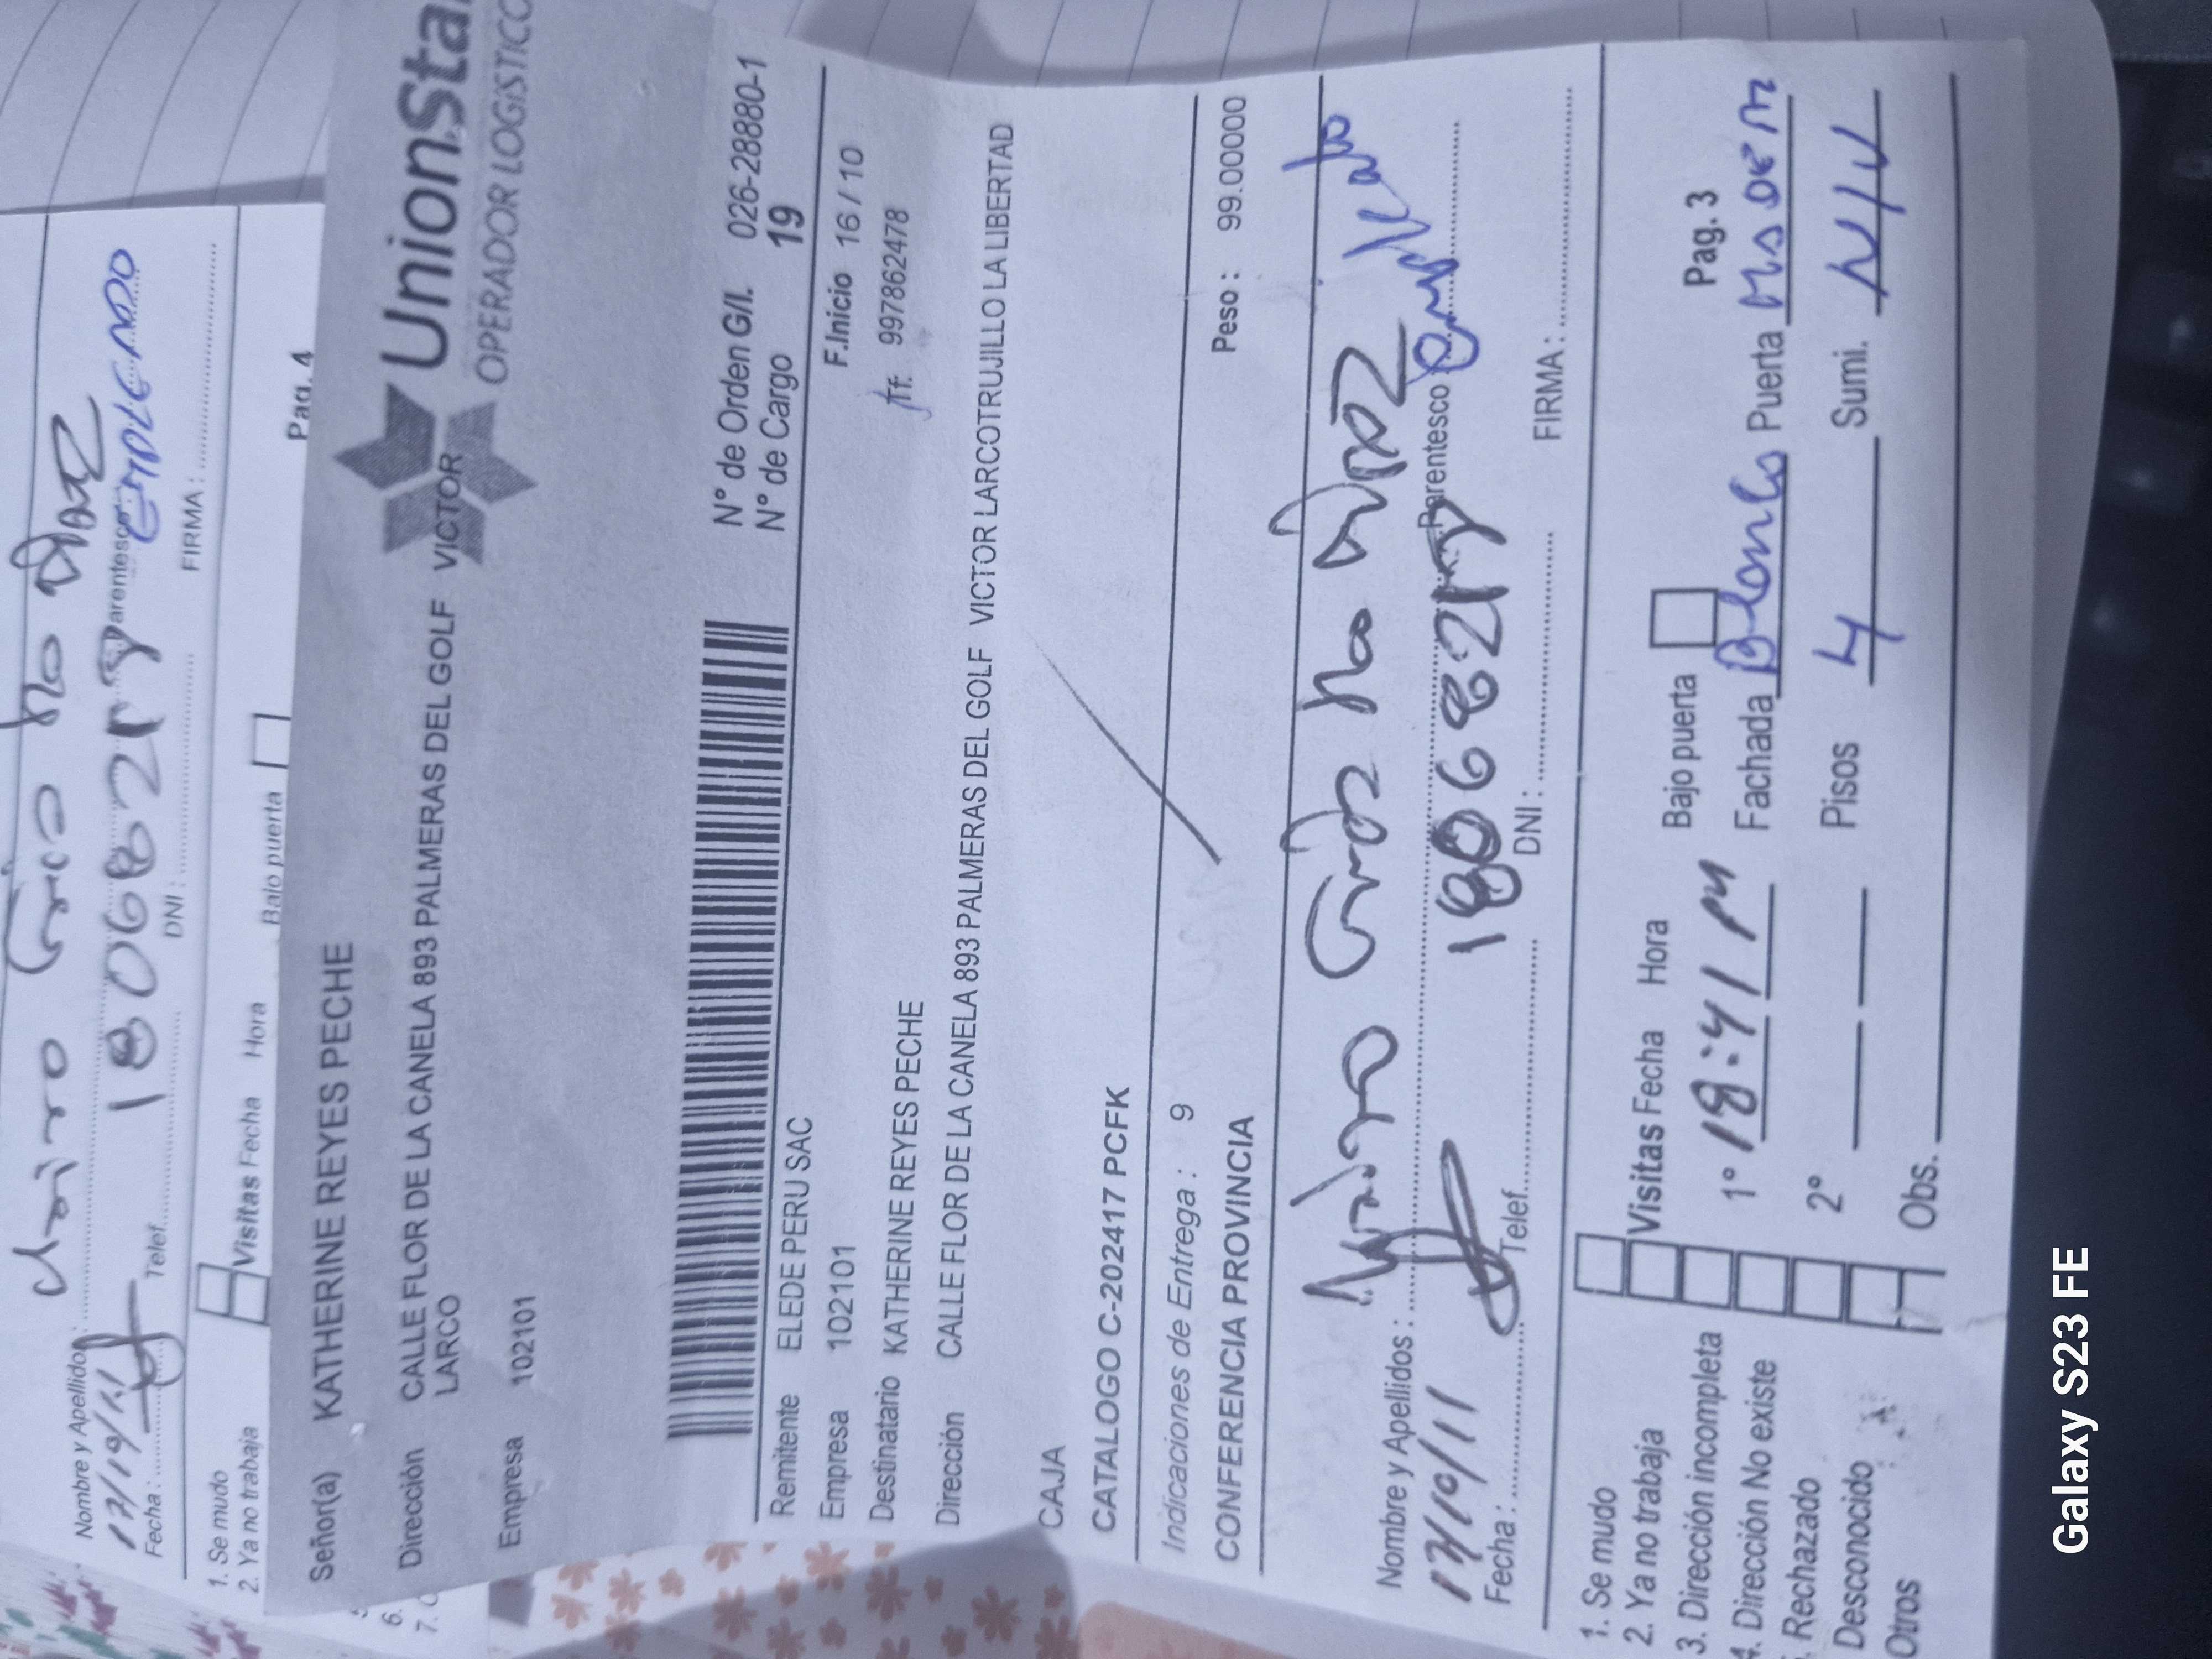 Nombre y Apellidos :
17/10/11
Fecha :
Telef.
18068219
DNI :
FIRMA :
1. Se mudo
2. Ya no trabaja
Visitas Fecha Hora
Bajo puerta
Pag. 4
UnionSta
OPERADOR LOGISTICO
Señor(a) KATHERINE REYES PECHE
Dirección CALLE FLOR DE LA CANELA 893 PALMERAS DEL GOLF VICTOR
LARCO
Empresa 102101
N° de Orden G/I. 026-28880-1
N° de Cargo 19
Remitente ELEDE PERU SAC
F.Inicio 16 / 10
Empresa 102101
997862478
Destinatario KATHERINE REYES PECHE
Dirección CALLE FLOR DE LA CANELA 893 PALMERAS DEL GOLF VICTOR LARCOTRUJILLO LA LIBERTAD
CAJA
CATALOGO C-202417 PCFK
Indicaciones de Entrega : 9
CONFERENCIA PROVINCIA
Peso : 99.00000
Nombre y Apellidos :
17/10/11
18068219
Parentesco
Fecha :
Telef.
DNI :
FIRMA :
1. Se mudo
2. Ya no trabaja
3. Dirección incompleta
4. Dirección No existe
Rechazado
Desconocido
Otros
Visitas Fecha Hora
Bajo puerta
Pag. 3
1° 18:41 M
Fachada
Puerta
2°
Pisos 4
Sumi. N/V
Obs.
Galaxy S23 FE